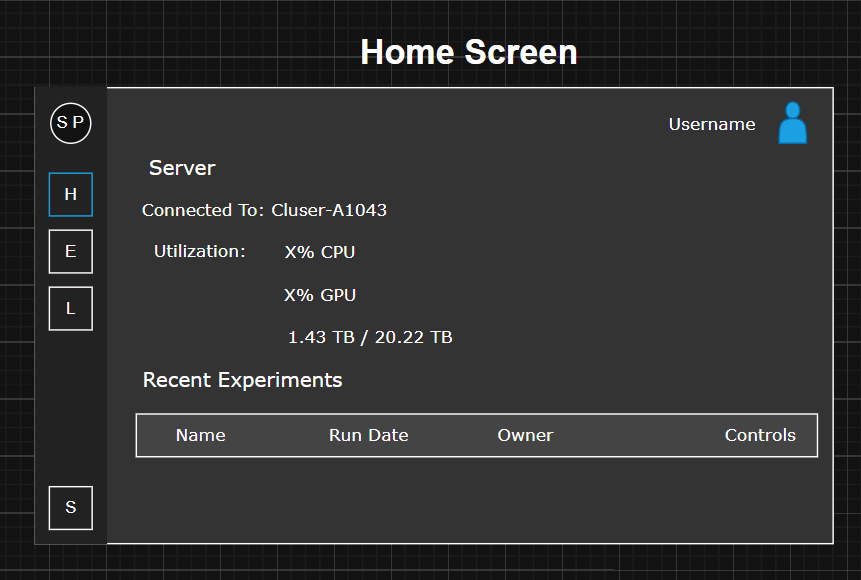 Home Screen
S P
Username
Server
H
Connected To: Cluser-A1043
E
Utilization: X% CPU
X% GPU
L
1.43 TB / 20.22 TB
Recent Experiments
Name Run Date Owner Controls
S